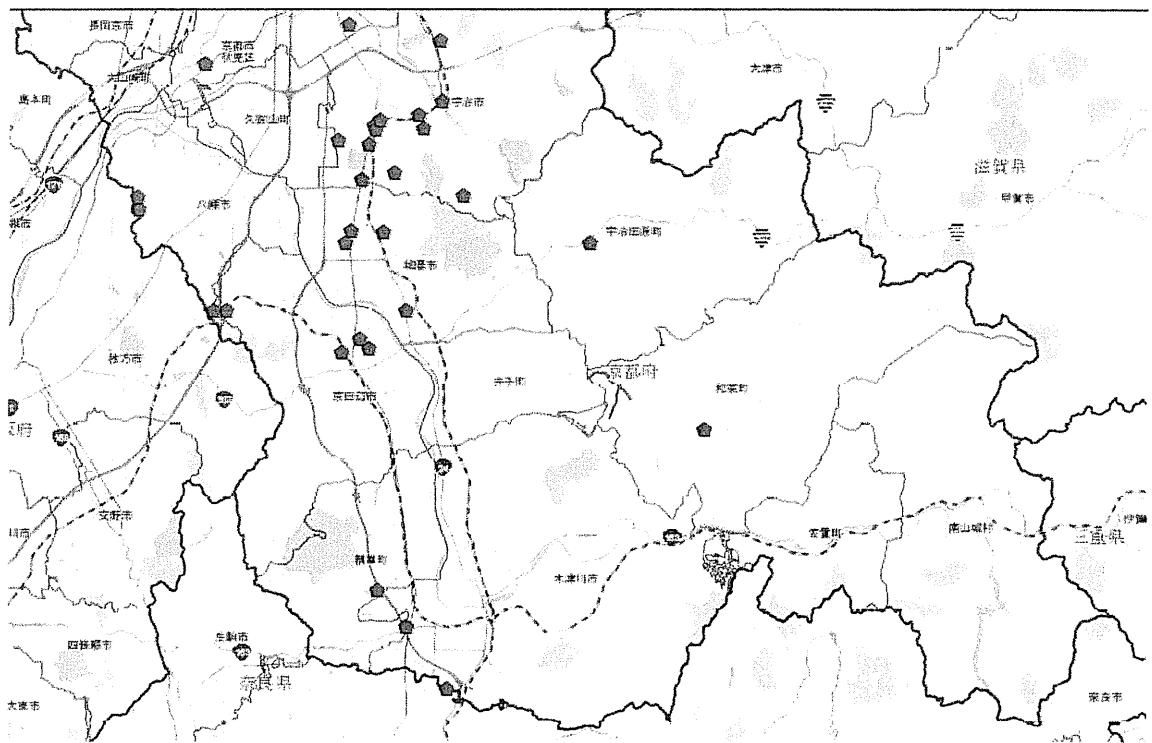 長岡京市
京都市
伏見区
大山崎町
島本町
久御山町
宇治市
大津市
滋賀県
甲賀市
八幡市
宇治田原町
城陽市
枚方市
京都府
井手町
和束町
京田辺市
交野市
精華町
木津川市
笠置町
南山城村
三重県
四條畷市
生駒市
奈良県
大東市
奈良市